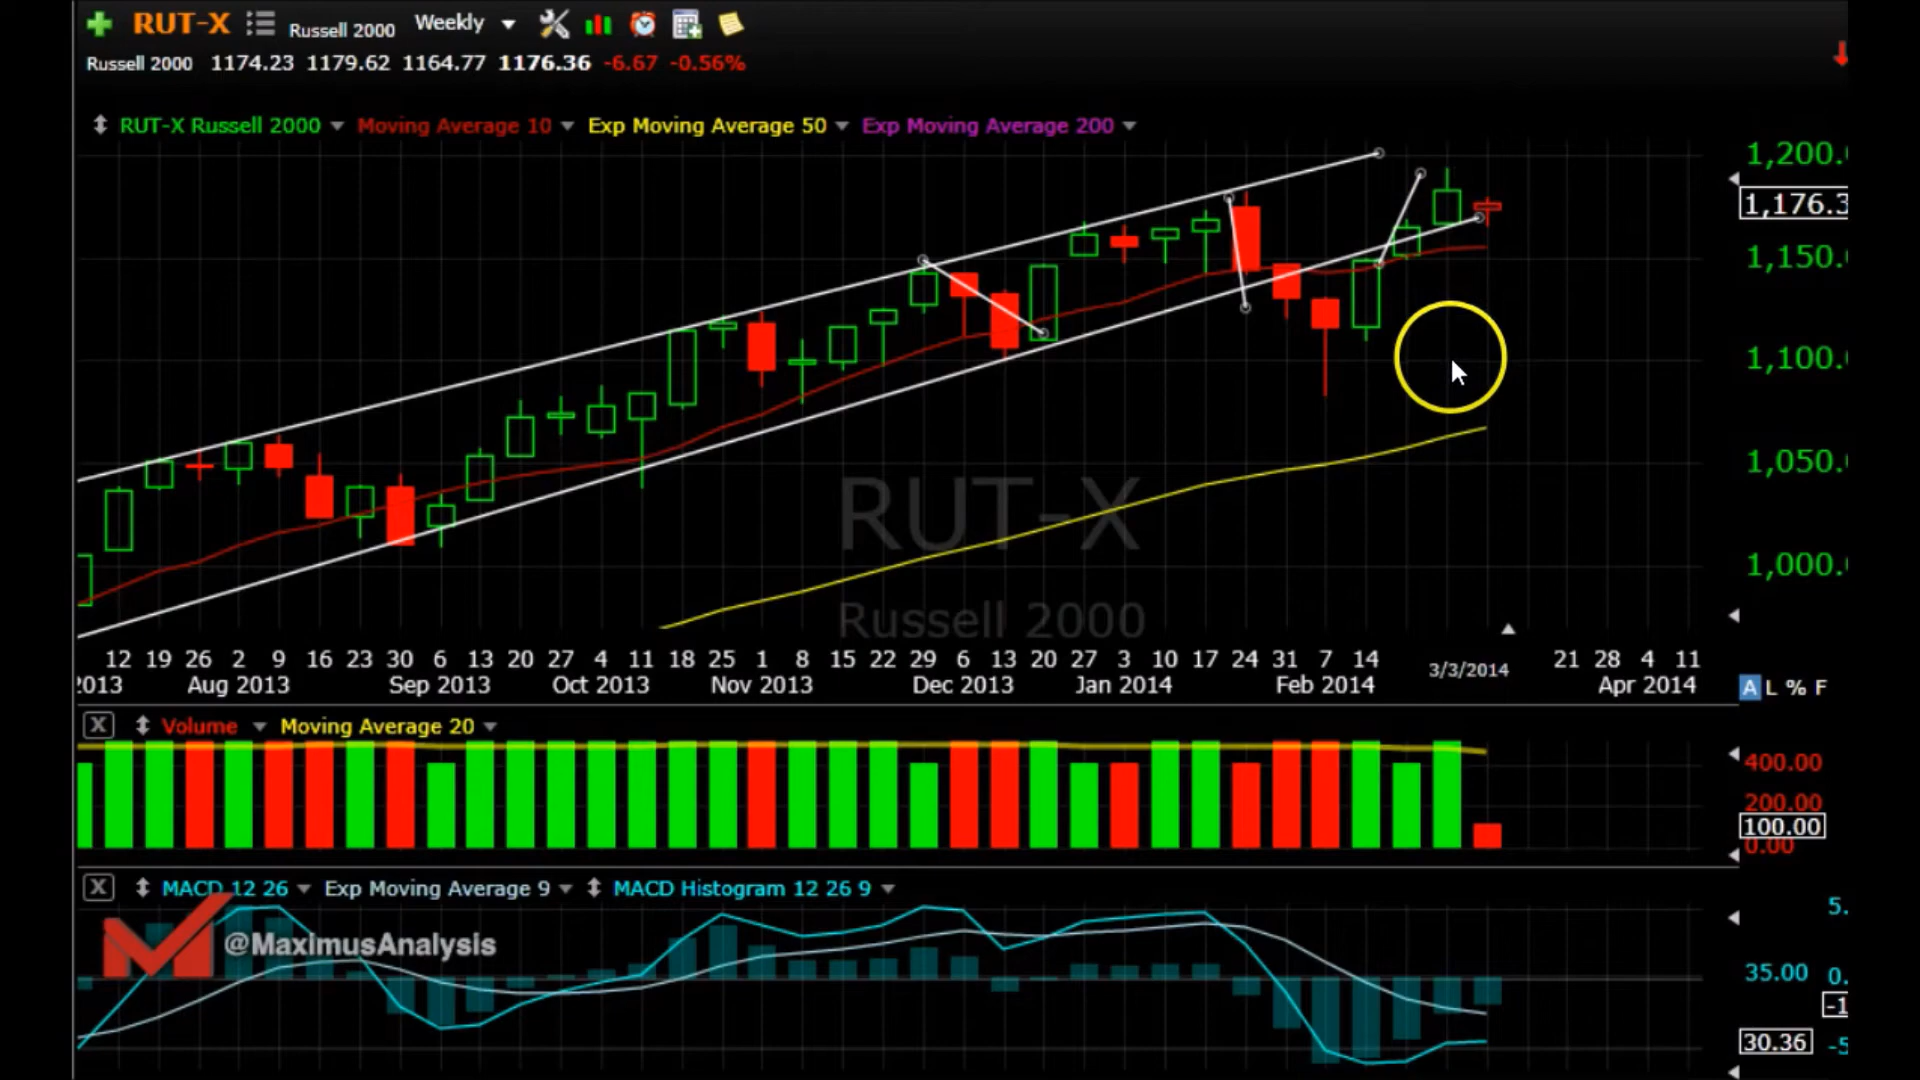 RUT-X Russell 2000 Weekly
Russell 2000 1174.23 1179.62 1164.77 1176.36 -6.67 -0.56%
RUT-X Russell 2000 Moving Average 10 Exp Moving Average 50 Exp Moving Average 200
1,200.
1,176.3
1,150.
1,100.
1,050.
1,000.
RUT-X
Russell 2000
12 19 26 2 9 16 23 30 6 13 20 27 4 11 18 25 1 8 15 22 29 6 13 20 27 3 10 17 24 31 7 14 3/3/2014 21 28 4 11
2013 Aug 2013 Sep 2013 Oct 2013 Nov 2013 Dec 2013 Jan 2014 Feb 2014 Apr 2014
A L % F
X Volume Moving Average 20
400.00
200.00
100.00
0.00
X MACD 12 26 Exp Moving Average 9 MACD Histogram 12 26 9
5.
@MaximusAnalysis
35.00 0.
-1
30.36 -5